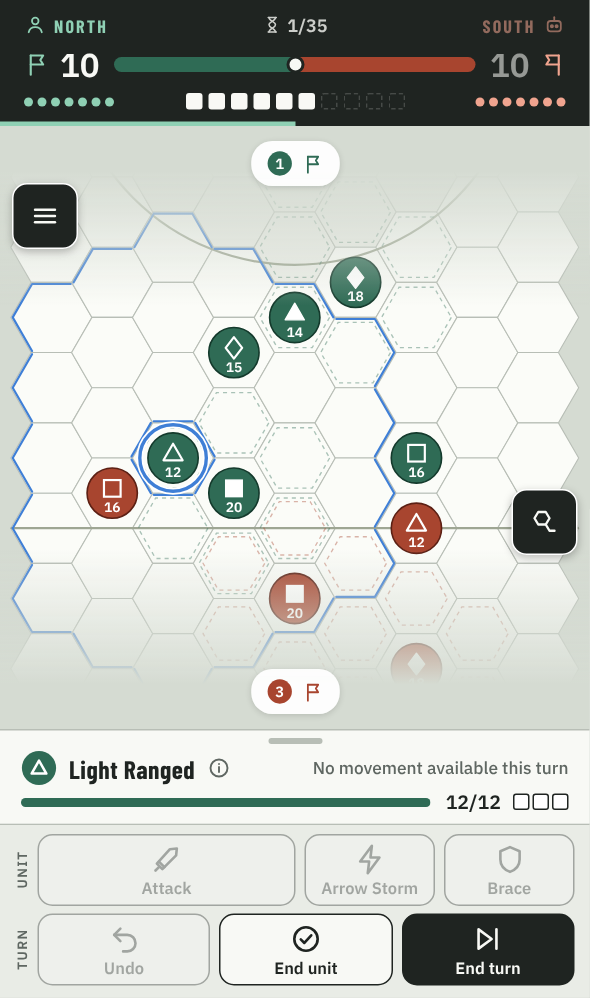 NORTH
1/35
SOUTH
10
10
1
18
14
15
12
16
16
20
12
20
3
Light Ranged
No movement available this turn
12/12
UNIT
Attack
Arrow Storm
Brace
TURN
Undo
End unit
End turn